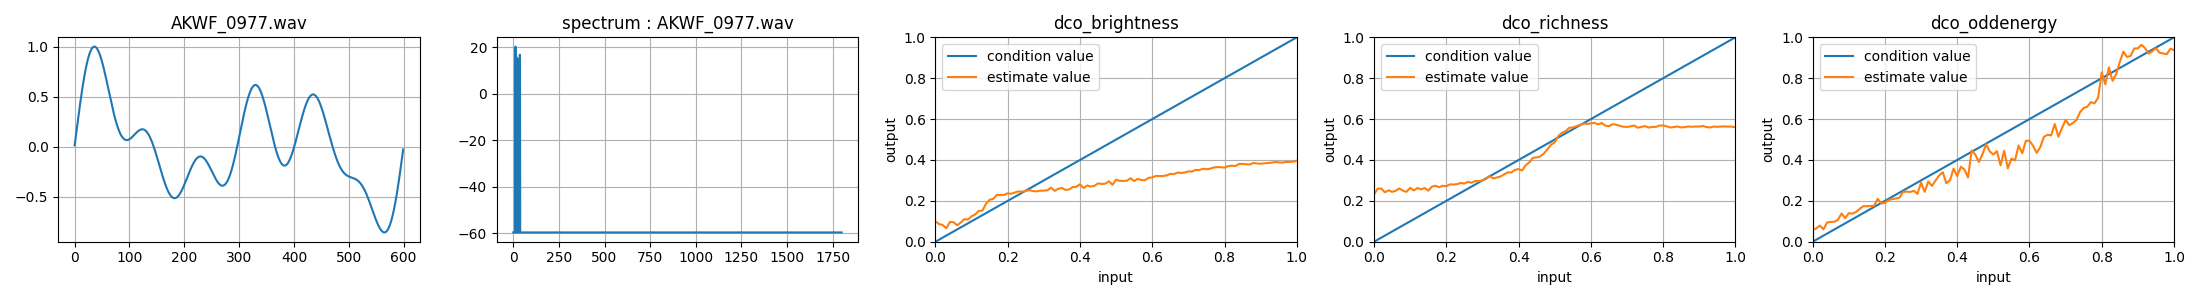 AKWF_0977.wav
1.0
0.5
0.0
−0.5
0 100 200 300 400 500 600
spectrum : AKWF_0977.wav
20
0
−20
−40
−60
0 250 500 750 1000 1250 1500 1750
dco_brightness
condition value
estimate value
output
1.0
0.8
0.6
0.4
0.2
0.0
0.0 0.2 0.4 0.6 0.8 1.0
input
dco_richness
condition value
estimate value
output
1.0
0.8
0.6
0.4
0.2
0.0
0.0 0.2 0.4 0.6 0.8 1.0
input
dco_oddenergy
condition value
estimate value
output
1.0
0.8
0.6
0.4
0.2
0.0
0.0 0.2 0.4 0.6 0.8 1.0
input